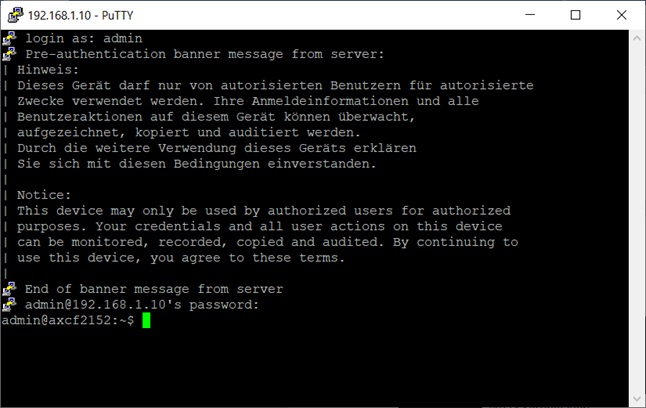 192.168.1.10 - PuTTY
login as: admin
Pre-authentication banner message from server:
| Hinweis:
| Dieses Gerät darf nur von autorisierten Benutzern für autorisierte
| Zwecke verwendet werden. Ihre Anmeldeinformationen und alle
| Benutzeraktionen auf diesem Gerät können überwacht,
| aufgezeichnet, kopiert und auditiert werden.
| Durch die weitere Verwendung dieses Geräts erklären
| Sie sich mit diesen Bedingungen einverstanden.
|
| Notice:
| This device may only be used by authorized users for authorized
| purposes. Your credentials and all user actions on this device
| can be monitored, recorded, copied and audited. By continuing to
| use this device, you agree to these terms.
|
End of banner message from server
admin@192.168.1.10's password:
admin@axcf2152:~$